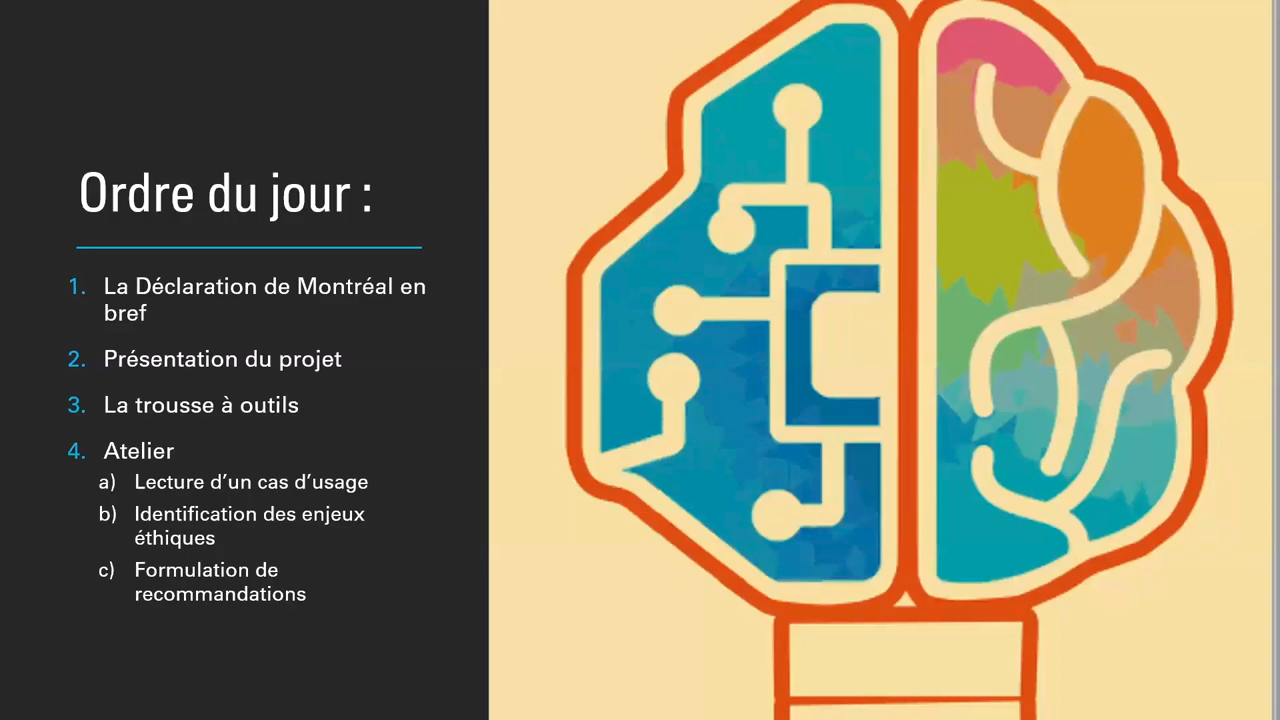 Ordre du jour :
1. La Déclaration de Montréal en
bref
2. Présentation du projet
3. La trousse à outils
4. Atelier
a) Lecture d’un cas d’usage
b) Identification des enjeux
éthiques
c) Formulation de
recommandations